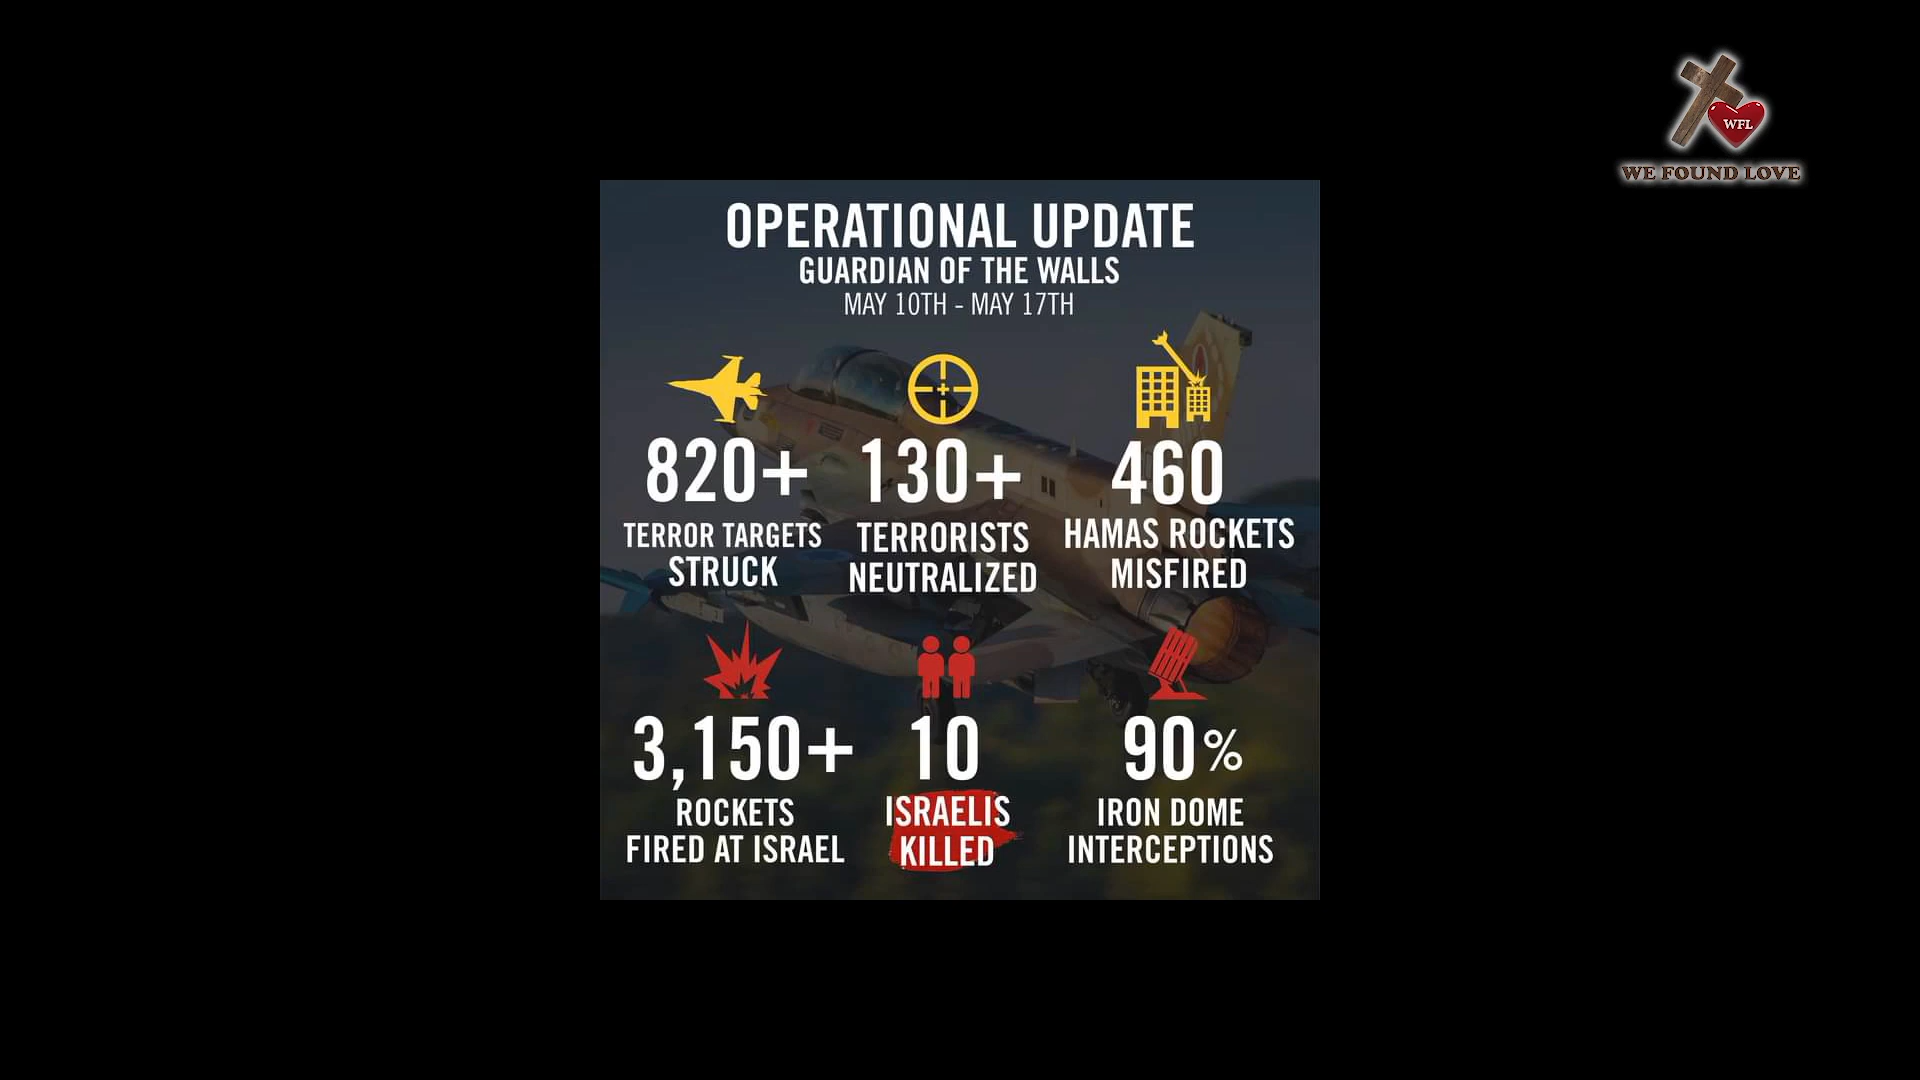 WFL
WE FOUND LOVE
OPERATIONAL UPDATE
GUARDIAN OF THE WALLS
MAY 10TH - MAY 17TH
820+
TERROR TARGETS
STRUCK
130+
TERRORISTS
NEUTRALIZED
460
HAMAS ROCKETS
MISFIRED
3,150+
ROCKETS
FIRED AT ISRAEL
10
ISRAELIS
KILLED
90%
IRON DOME
INTERCEPTIONS